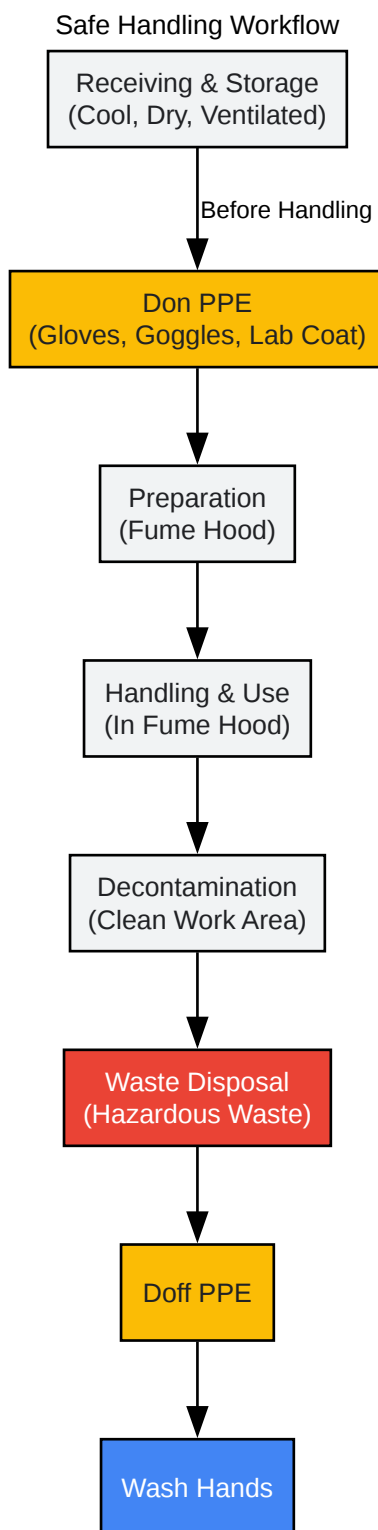 Safe Handling Workflow
Receiving & Storage
(Cool, Dry, Ventilated)
Before Handling
Don PPE
(Gloves, Goggles, Lab Coat)
Preparation
(Fume Hood)
Handling & Use
(In Fume Hood)
Decontamination
(Clean Work Area)
Waste Disposal
(Hazardous Waste)
Doff PPE
Wash Hands